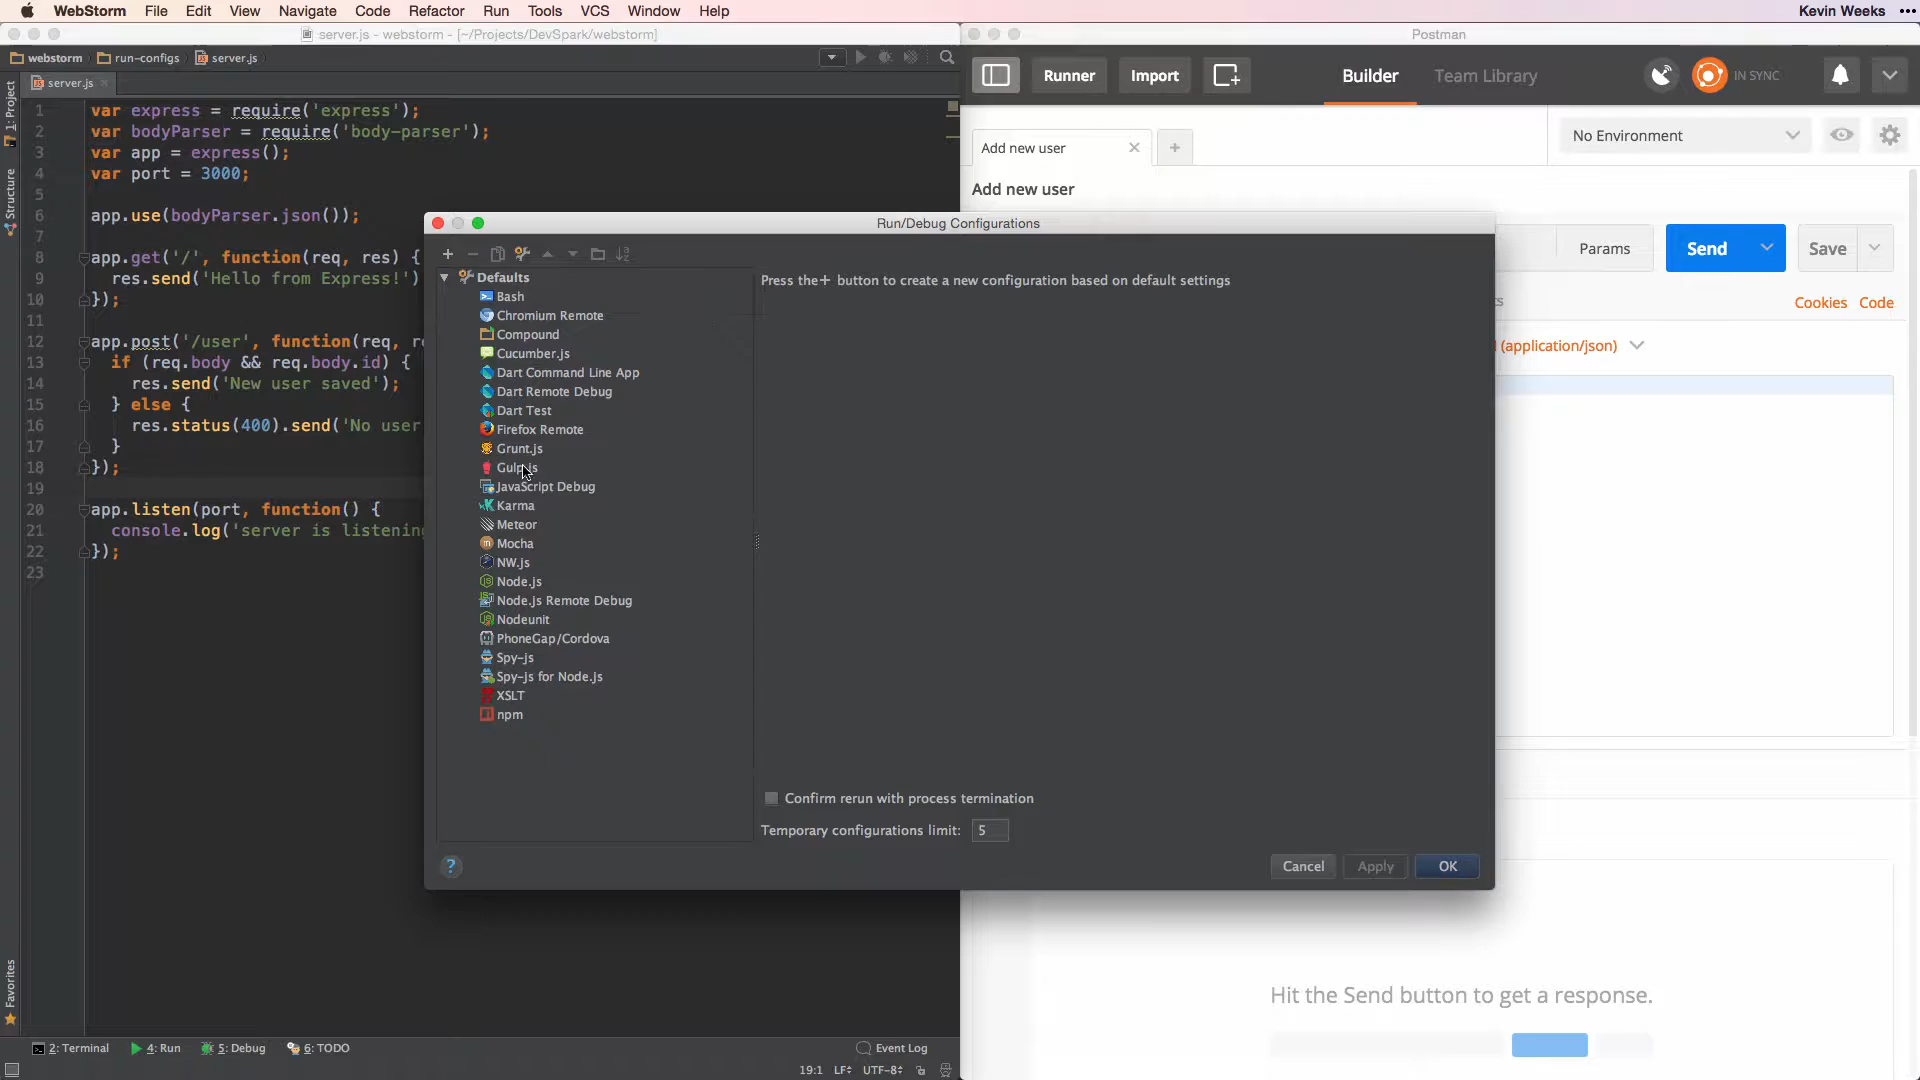 WebStorm File Edit View Navigate Code Refactor Run Tools VCS Window Help
Kevin Weeks
server.js - webstorm - [~/Projects/DevSpark/webstorm]
Postman
webstorm run-configs server.js
Runner Import Builder Team Library IN SYNC
server.js
1: Project
Structure
Favorites
1 var express = require('express');
2 var bodyParser = require('body-parser');
3 var app = express();
4 var port = 3000;
5
6 app.use(bodyParser.json());
7
8 app.get('/', function(req, res) {
9 res.send('Hello from Express!')
10 });
11
12 app.post('/user', function(req, r
13 if (req.body && req.body.id) {
14 res.send('New user saved');
15 } else {
16 res.status(400).send('No user
17 }
18 });
19
20 app.listen(port, function() {
21 console.log('server is listenin
22 });
23
Add new user
No Environment
Add new user
Params
Send
Save
Cookies Code
(application/json)
Run/Debug Configurations
Defaults
Bash
Chromium Remote
Compound
Cucumber.js
Dart Command Line App
Dart Remote Debug
Dart Test
Firefox Remote
Grunt.js
Gulp.js
JavaScript Debug
Karma
Meteor
Mocha
NW.js
Node.js
Node.js Remote Debug
Nodeunit
PhoneGap/Cordova
Spy-js
Spy-js for Node.js
XSLT
npm
Press the+ button to create a new configuration based on default settings
Confirm rerun with process termination
Temporary configurations limit: 5
?
Cancel Apply OK
Hit the Send button to get a response.
2: Terminal 4: Run 5: Debug 6: TODO Event Log
19:1 LF UTF-8